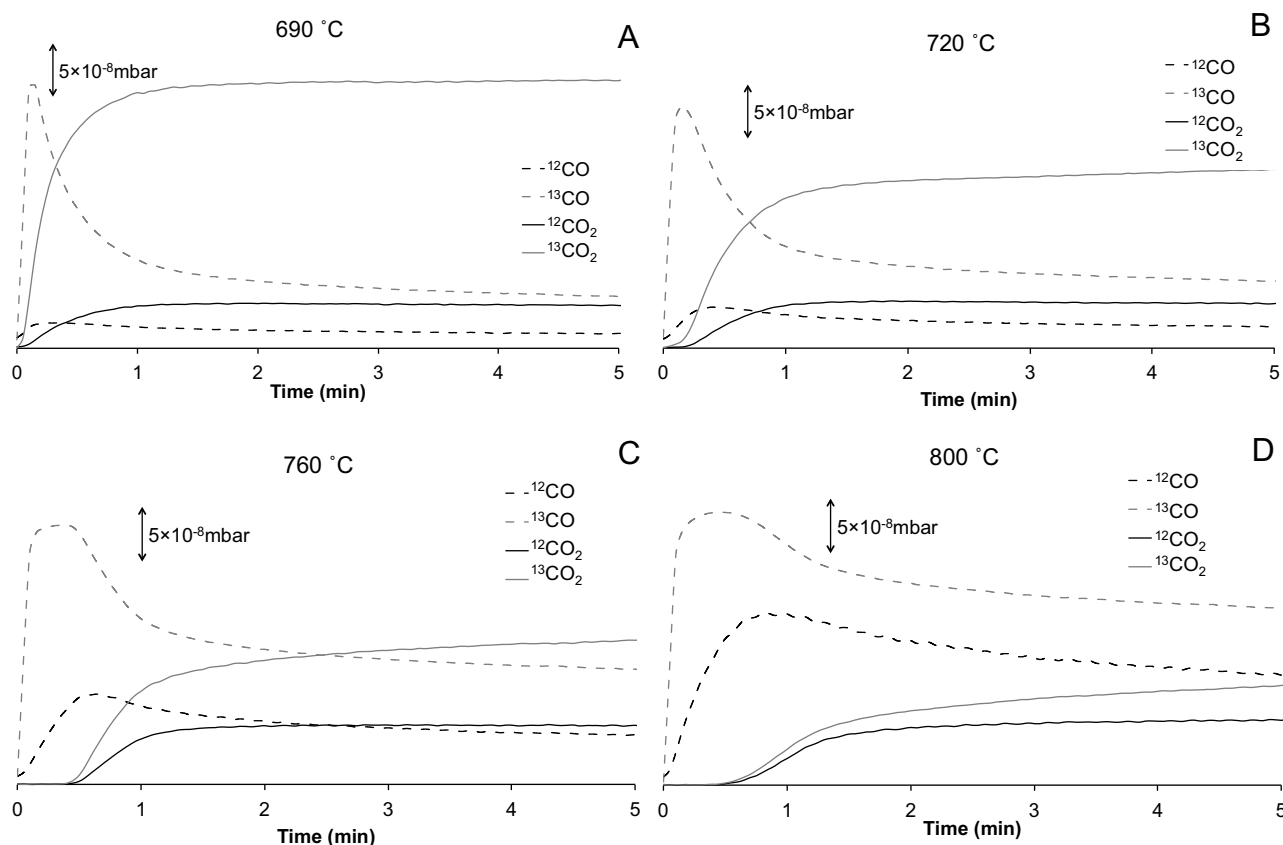 690 ˚C
A
5×10⁻⁸mbar
¹²CO
¹³CO
¹²CO₂
¹³CO₂
0 1 2 3 4 5
Time (min)
720 ˚C
B
5×10⁻⁸mbar
¹²CO
¹³CO
¹²CO₂
¹³CO₂
0 1 2 3 4 5
Time (min)
760 ˚C
C
5×10⁻⁸mbar
¹²CO
¹³CO
¹²CO₂
¹³CO₂
0 1 2 3 4 5
Time (min)
800 ˚C
D
5×10⁻⁸mbar
¹²CO
¹³CO
¹²CO₂
¹³CO₂
0 1 2 3 4 5
Time (min)